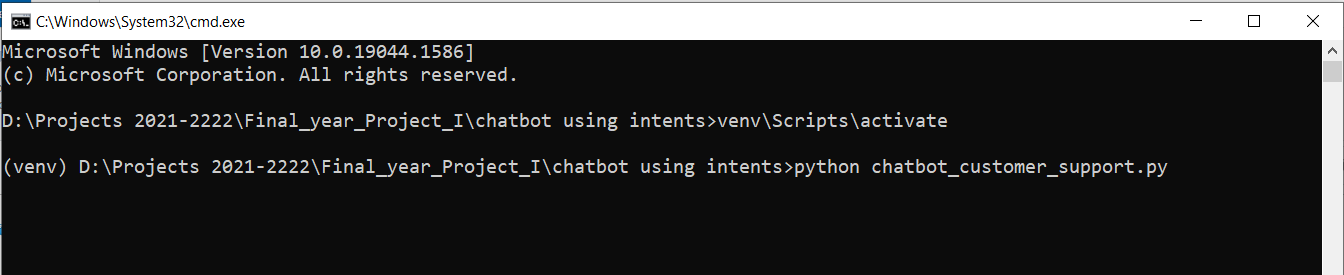 C:\Windows\System32\cmd.exe
Microsoft Windows [Version 10.0.19044.1586]
(c) Microsoft Corporation. All rights reserved.
D:\Projects 2021-2222\Final_year_Project_I\chatbot using intents>venv\Scripts\activate
(venv) D:\Projects 2021-2222\Final_year_Project_I\chatbot using intents>python chatbot_customer_support.py